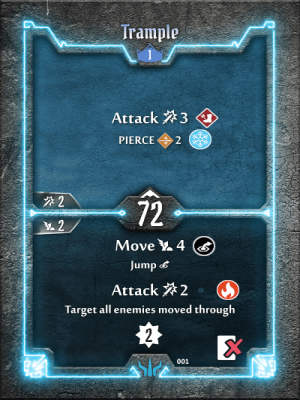 Trample
1
Attack 3
PIERCE 2
2
72
2
Move 4
Jump
Attack 2
Target all enemies moved through
2
001